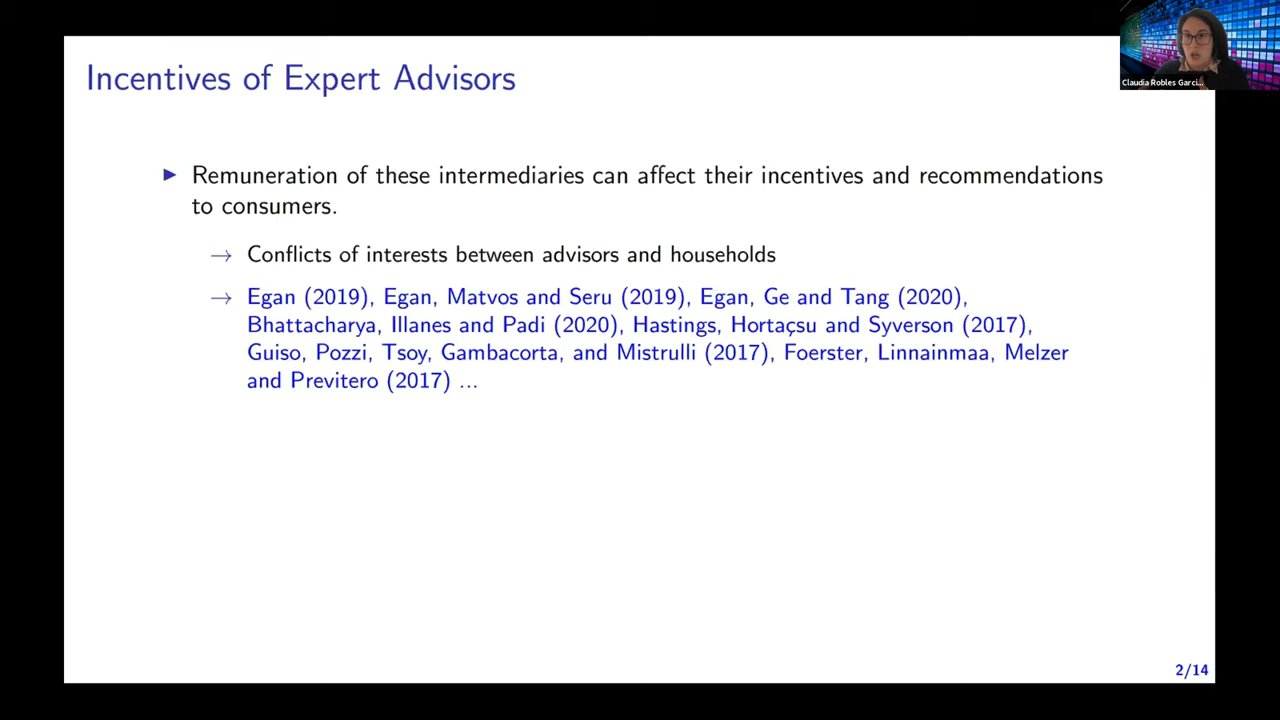 Incentives of Expert Advisors
Claudia Robles Garci...
▶ Remuneration of these intermediaries can affect their incentives and recommendations
to consumers.
→ Conflicts of interests between advisors and households
→ Egan (2019), Egan, Matvos and Seru (2019), Egan, Ge and Tang (2020),
Bhattacharya, Illanes and Padi (2020), Hastings, Hortaçsu and Syverson (2017),
Guiso, Pozzi, Tsoy, Gambacorta, and Mistrulli (2017), Foerster, Linnainmaa, Melzer
and Previtero (2017) ...
2/14